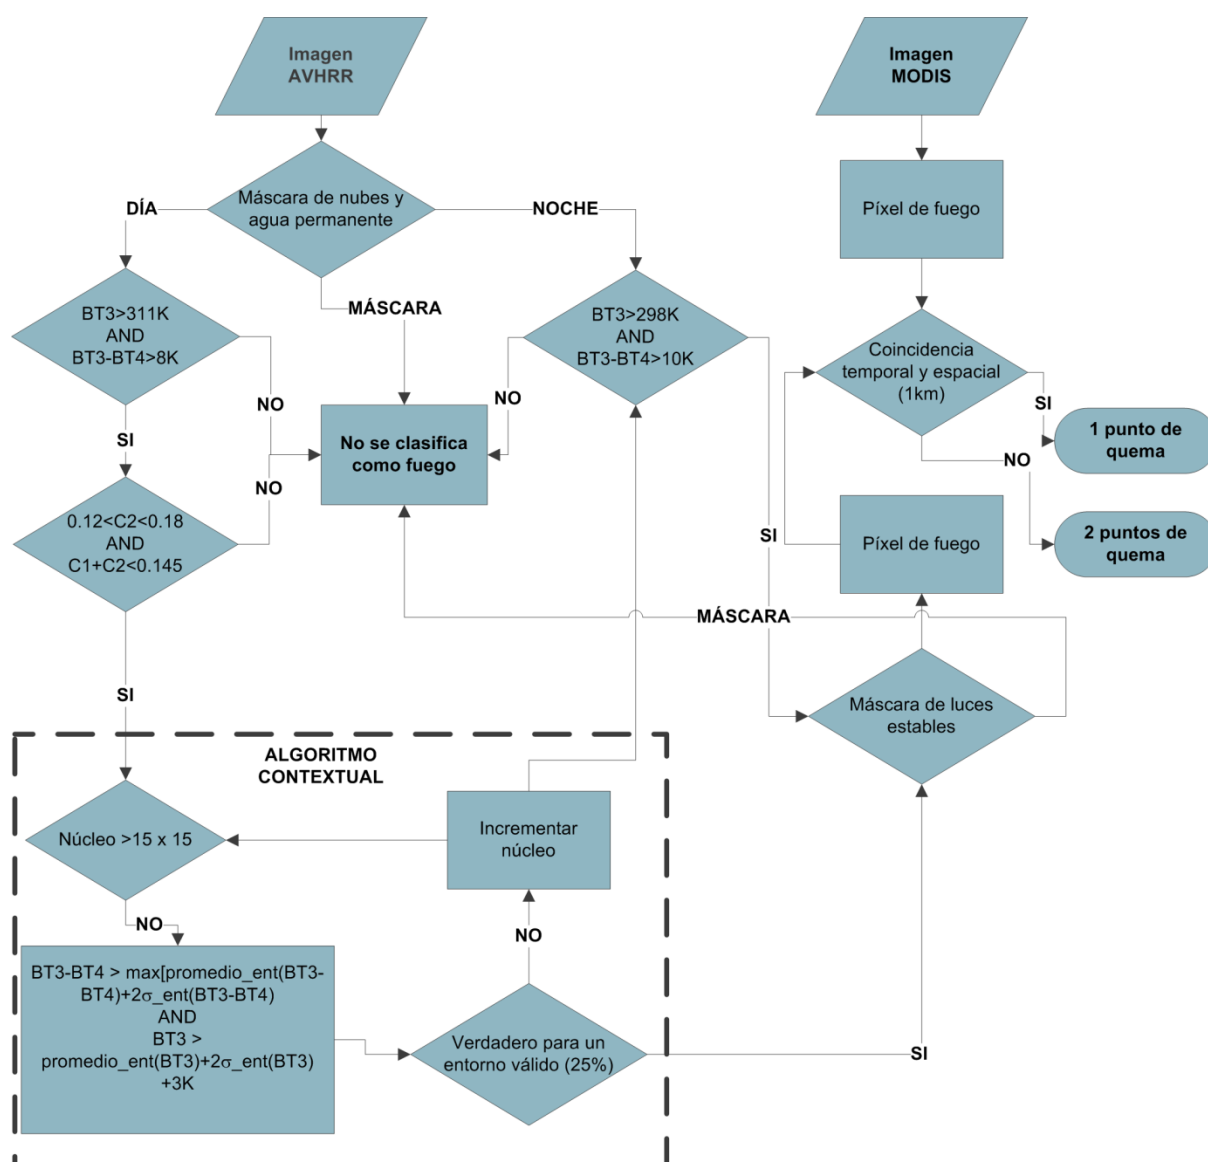 Imagen
AVHRR
Imagen
MODIS
Máscara de nubes y
agua permanente
DÍA
NOCHE
MÁSCARA
Píxel de fuego
BT3>311K
AND
BT3-BT4>8K
BT3>298K
AND
BT3-BT4>10K
Coincidencia
temporal y espacial
(1km)
NO
NO
SI
SI
NO
1 punto de
quema
No se clasifica
como fuego
NO
0.12<C2<0.18
AND
C1+C2<0.145
SI
Píxel de fuego
2 puntos de
quema
MÁSCARA
SI
Máscara de luces
estables
ALGORITMO
CONTEXTUAL
Núcleo >15 x 15
Incrementar
núcleo
NO
NO
BT3-BT4 > max[promedio_ent(BT3-
BT4)+2σ_ent(BT3-BT4)
AND
BT3 >
promedio_ent(BT3)+2σ_ent(BT3)
+3K
Verdadero para un
entorno válido (25%)
SI